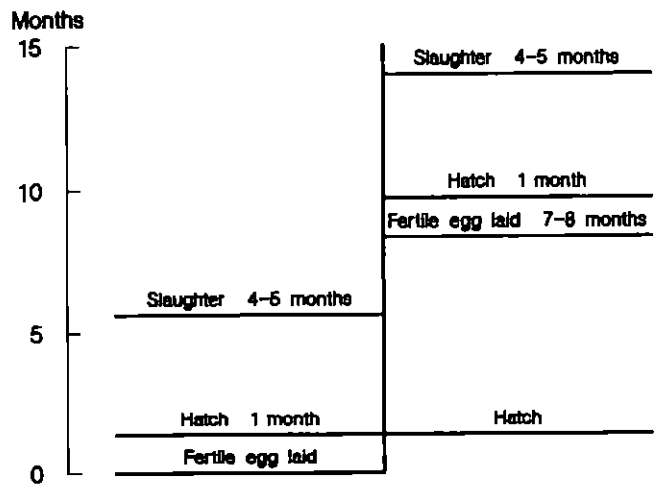 Months
15
Slaughter 4-5 months
Hatch 1 month
10
Fertile egg laid 7-8 months
Slaughter 4-5 months
5
Hatch 1 month
Hatch
Fertile egg laid
0